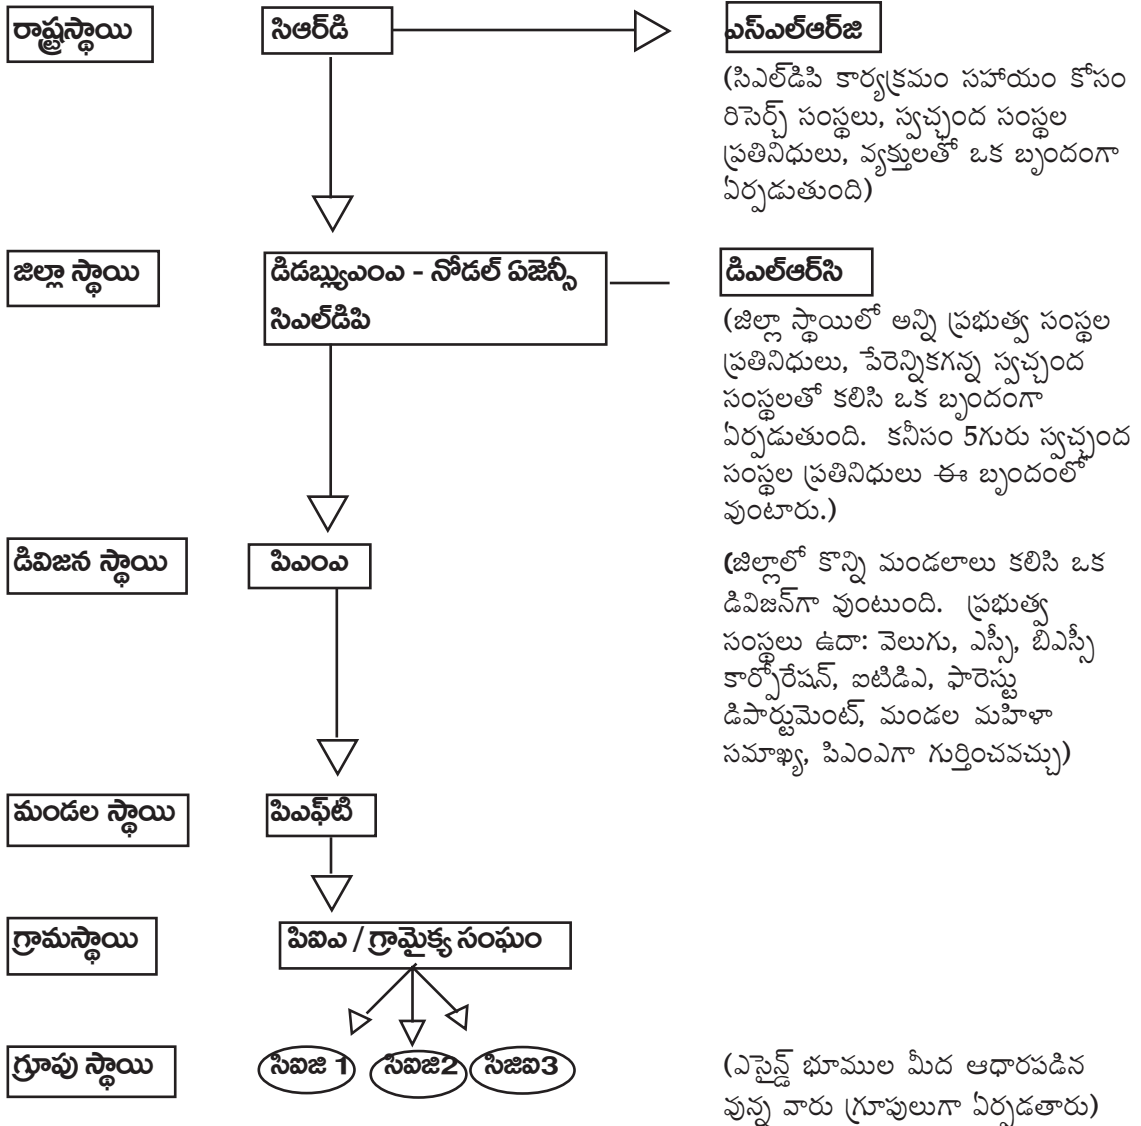 రాష్ట్రస్థాయి
సిఆర్‌డి
ఎస్ఎల్ఆర్‌జి
(సిఎల్‌డిపి కార్యక్రమం సహాయం కోసం
రిసెర్చ్ సంస్థలు, స్వచ్ఛంద సంస్థల
ప్రతినిధులు, వ్యక్తులతో ఒక బృందంగా
ఏర్పడుతుంది)
జిల్లా స్థాయి
డిడబ్ల్యుఎంఎ - నోడల్ ఏజెన్సీ
సిఎల్‌డిపి
డిఎల్ఆర్‌సి
(జిల్లా స్థాయిలో అన్ని ప్రభుత్వ సంస్థల
ప్రతినిధులు, పేరెన్నికగన్న స్వచ్చంద
సంస్థలతో కలిసి ఒక బృందంగా
ఏర్పడుతుంది. కనీసం 5గురు స్వచ్ఛంద
సంస్థల ప్రతినిధులు ఈ బృందంలో
వుంటారు.)
డివిజన స్థాయి
పిఎంఎ
(జిల్లాలో కొన్ని మండలాలు కలిసి ఒక
డివిజన్‌గా వుంటుంది. ప్రభుత్వ
సంస్థలు ఉదా: వెలుగు, ఎస్సీ, బిఎస్సీ
కార్పోరేషన్, ఐటిడిఎ, ఫారెస్టు
డిపార్టుమెంట్, మండల మహిళా
సమాఖ్య, పిఎంఎగా గుర్తించవచ్చు)
మండల స్థాయి
పిఎఫ్‌టి
గ్రామస్థాయి
పిఐఎ / గ్రామైక్య సంఘం
గ్రూపు స్థాయి
సిఐజి 1
సిఐజి2
సిజిఐ3
(ఎసైన్డ్ భూముల మీద ఆధారపడిన
వున్న వారు గ్రూపులుగా ఏర్పడతారు)